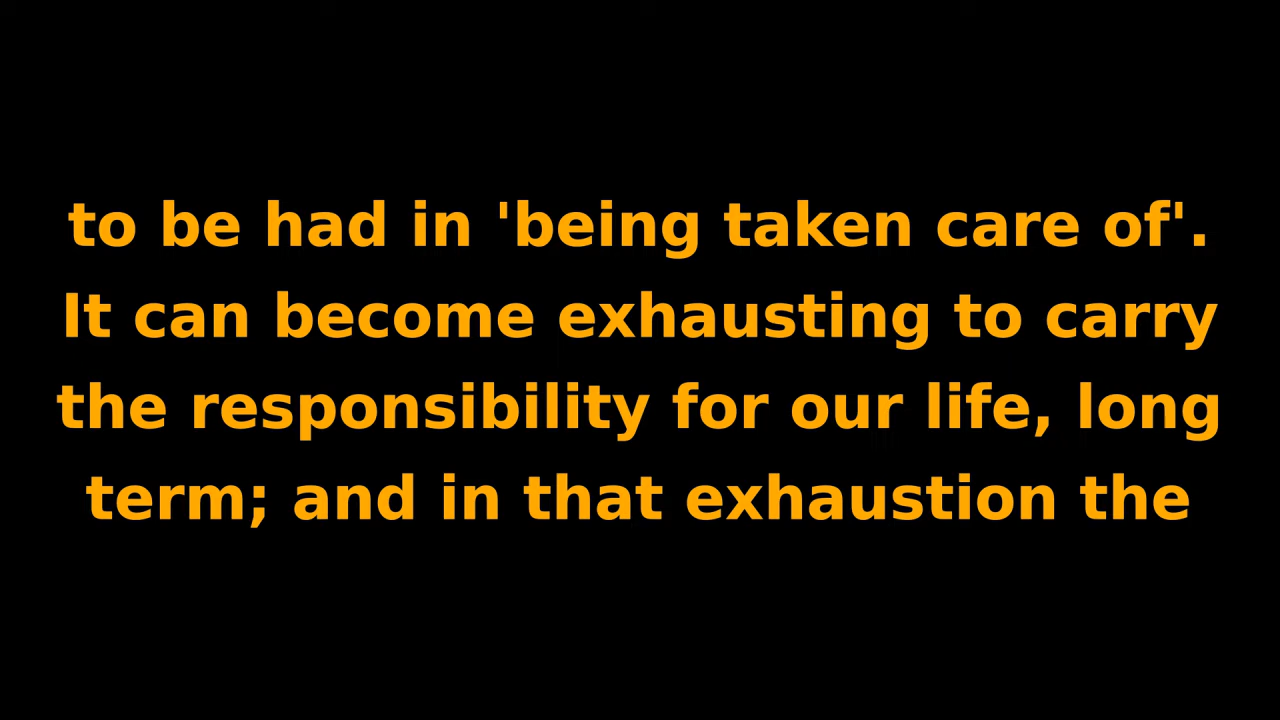 to be had in 'being taken care of'.
It can become exhausting to carry
the responsibility for our life, long
term; and in that exhaustion the